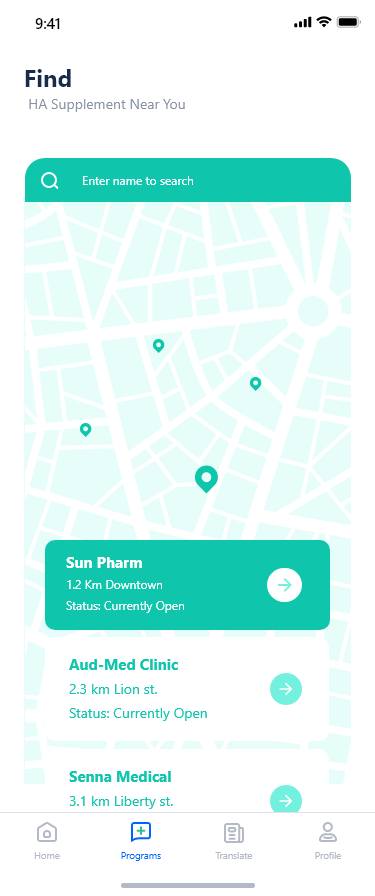 9:41
Find
HA Supplement Near You
Enter name to search
Sun Pharm
1.2 Km Downtown
Status: Currently Open
Aud-Med Clinic
2.3 km Lion st.
Status: Currently Open
Senna Medical
3.1 km Liberty st.
Home
Programs
Translate
Profile